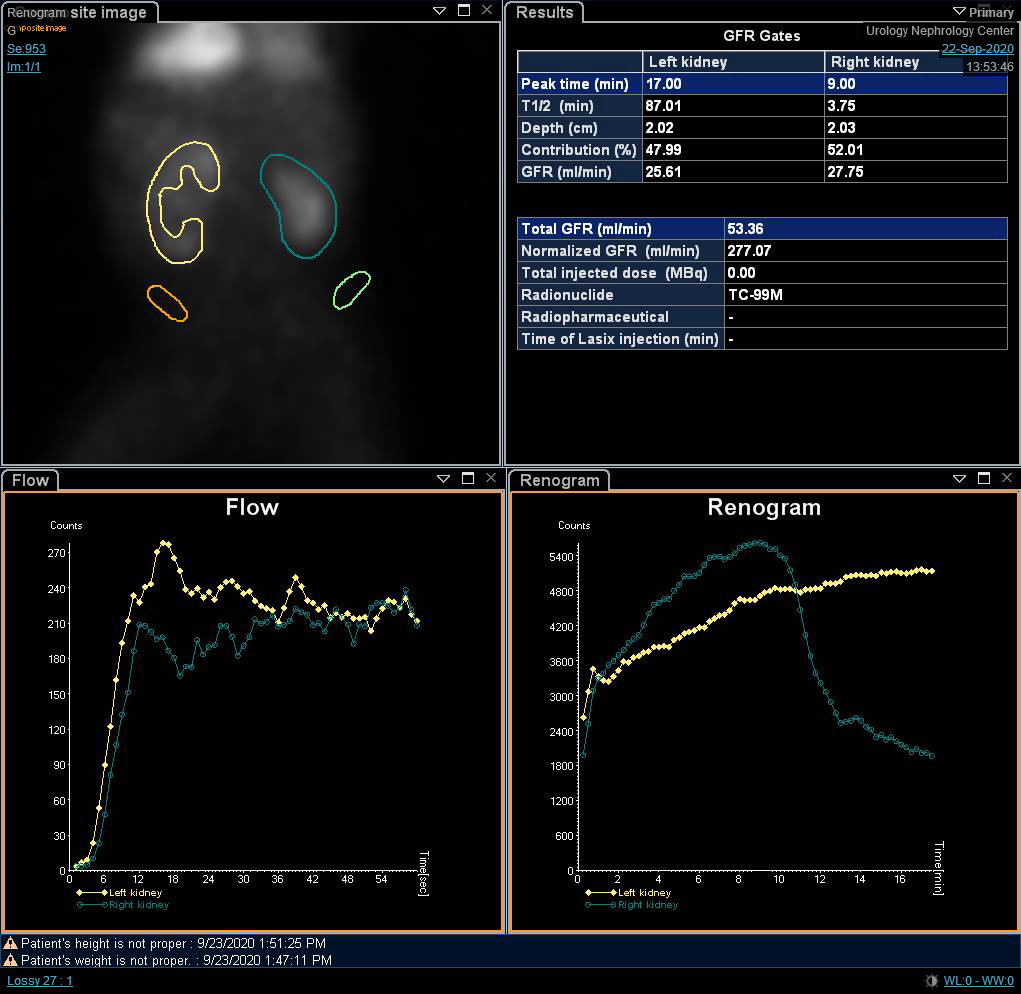 Renogram site image
G
posite image
Se:953
Im:1/1
Results
Primary
GFR Gates
Urology Nephrology Center
22-Sep-2020
13:53:46
Left kidney Right kidney
Peak time (min) 17.00 9.00
T1/2 (min) 87.01 3.75
Depth (cm) 2.02 2.03
Contribution (%) 47.99 52.01
GFR (ml/min) 25.61 27.75
Total GFR (ml/min) 53.36
Normalized GFR (ml/min) 277.07
Total injected dose (MBq) 0.00
Radionuclide TC-99M
Radiopharmaceutical -
Time of Lasix injection (min) -
Flow
Flow
Counts
270
240
210
180
150
120
90
60
30
0
0 6 12 18 24 30 36 42 48 54
Time[sec]
Left kidney
Right kidney
Renogram
Renogram
Counts
5400
4800
4200
3600
3000
2400
1800
1200
600
0
0 2 4 6 8 10 12 14 16
Time[min]
Left kidney
Right kidney
Patient's height is not proper : 9/23/2020 1:51:25 PM
Patient's weight is not proper. : 9/23/2020 1:47:11 PM
Lossy 27 : 1
WL:0 - WW:0